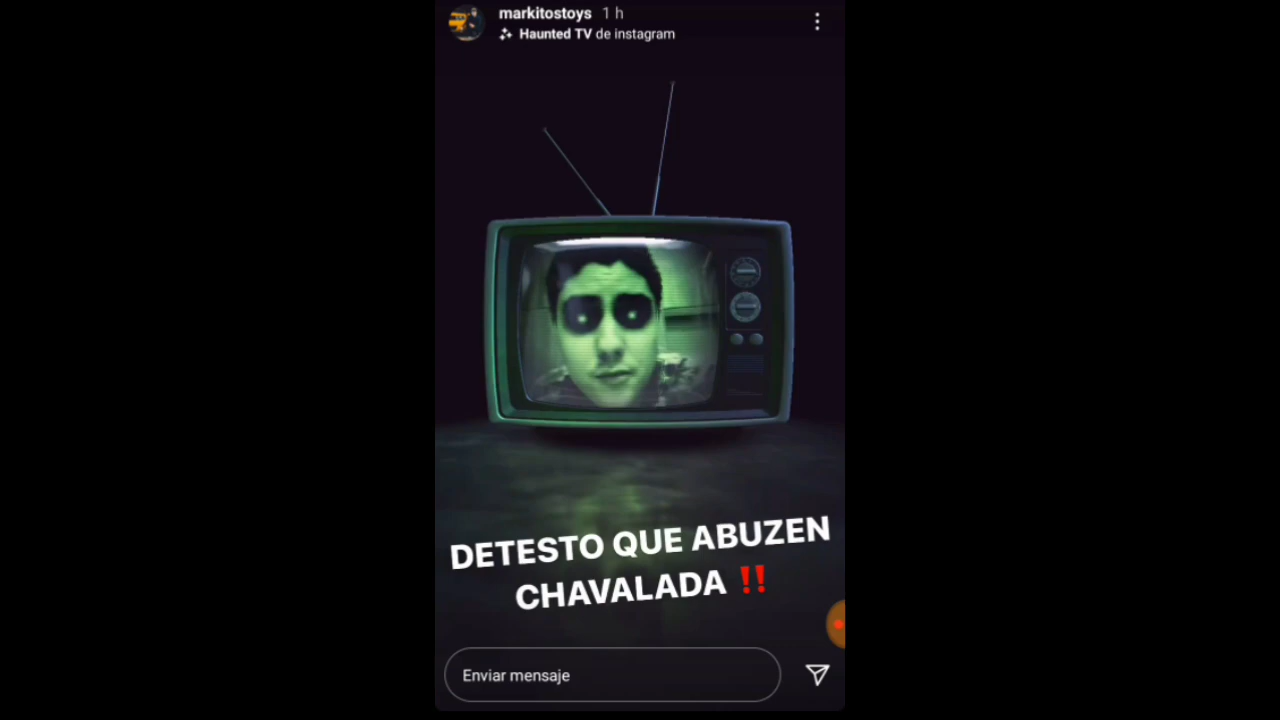 markitostoys 1 h
Haunted TV de instagram
DETESTO QUE ABUZEN
CHAVALADA ‼️
Enviar mensaje